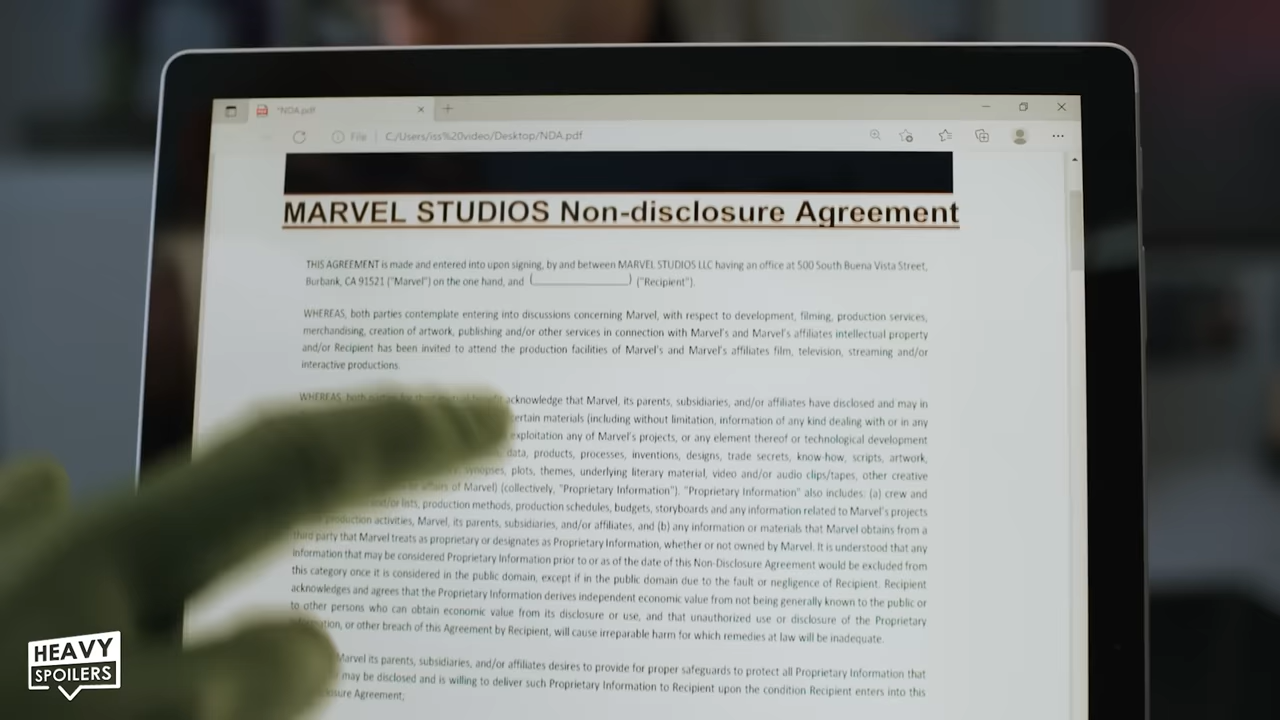 *NDA.pdf
File | C:/Users/iss%20video/Desktop/NDA.pdf
MARVEL STUDIOS Non-disclosure Agreement
THIS AGREEMENT is made and entered into upon signing, by and between MARVEL STUDIOS LLC having an office at 500 South Buena Vista Street,
Burbank, CA 91521 ("Marvel") on the one hand, and (______________) ("Recipient").
WHEREAS, both parties contemplate entering into discussions concerning Marvel, with respect to development, filming, production services,
merchandising, creation of artwork, publishing and/or other services in connection with Marvel's and Marvel's affiliates intellectual property
and/or Recipient has been invited to attend the production facilities of Marvel's and Marvel's affiliates film, television, streaming and/or
interactive productions.
WHEREAS, both parties for their mutual benefit acknowledge that Marvel, its parents, subsidiaries, and/or affiliates have disclosed and may in
certain materials (including without limitation, information of any kind dealing with or in any
exploitation any of Marvel's projects, or any element thereof or technological development
data, products, processes, inventions, designs, trade secrets, know-how, scripts, artwork,
synopses, plots, themes, underlying literary material, video and/or audio clips/tapes, other creative
affairs of Marvel) (collectively, "Proprietary Information"). "Proprietary Information" also includes: (a) crew and
and/or lists, production methods, production schedules, budgets, storyboards and any information related to Marvel's projects
production activities, Marvel, its parents, subsidiaries, and/or affiliates, and (b) any information or materials that Marvel obtains from a
third party that Marvel treats as proprietary or designates as Proprietary Information, whether or not owned by Marvel. It is understood that any
information that may be considered Proprietary Information prior to or as of the date of this Non-Disclosure Agreement would be excluded from
this category once it is considered in the public domain, except if in the public domain due to the fault or negligence of Recipient. Recipient
acknowledges and agrees that the Proprietary Information derives independent economic value from not being generally known to the public or
to other persons who can obtain economic value from its disclosure or use, and that unauthorized use or disclosure of the Proprietary
Information, or other breach of this Agreement by Recipient, will cause irreparable harm for which remedies at law will be inadequate.
Marvel its parents, subsidiaries, and/or affiliates desires to provide for proper safeguards to protect all Proprietary Information that
may be disclosed and is willing to deliver such Proprietary Information to Recipient upon the condition Recipient enters into this
Agreement;
HEAVY
SPOILERS